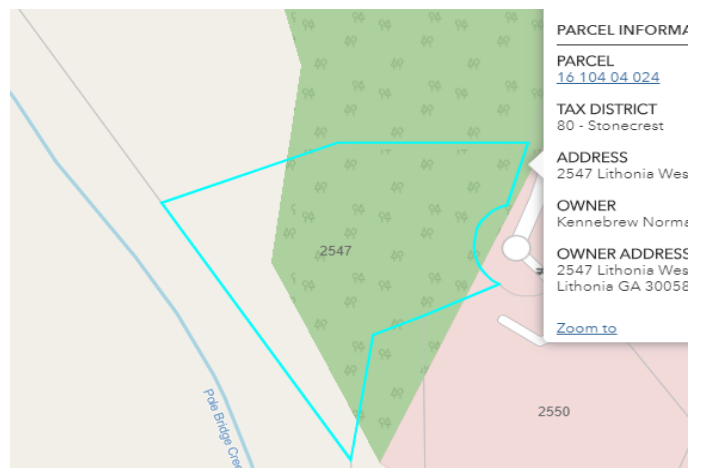 PARCEL INFORMA
PARCEL
16 104 04 024
TAX DISTRICT
80 - Stonecrest
ADDRESS
2547 Lithonia Wes
OWNER
Kennebrew Norma
OWNER ADDRESS
2547 Lithonia Wes
Lithonia GA 30058
Zoom to
2547
2550
Pole Bridge Cree